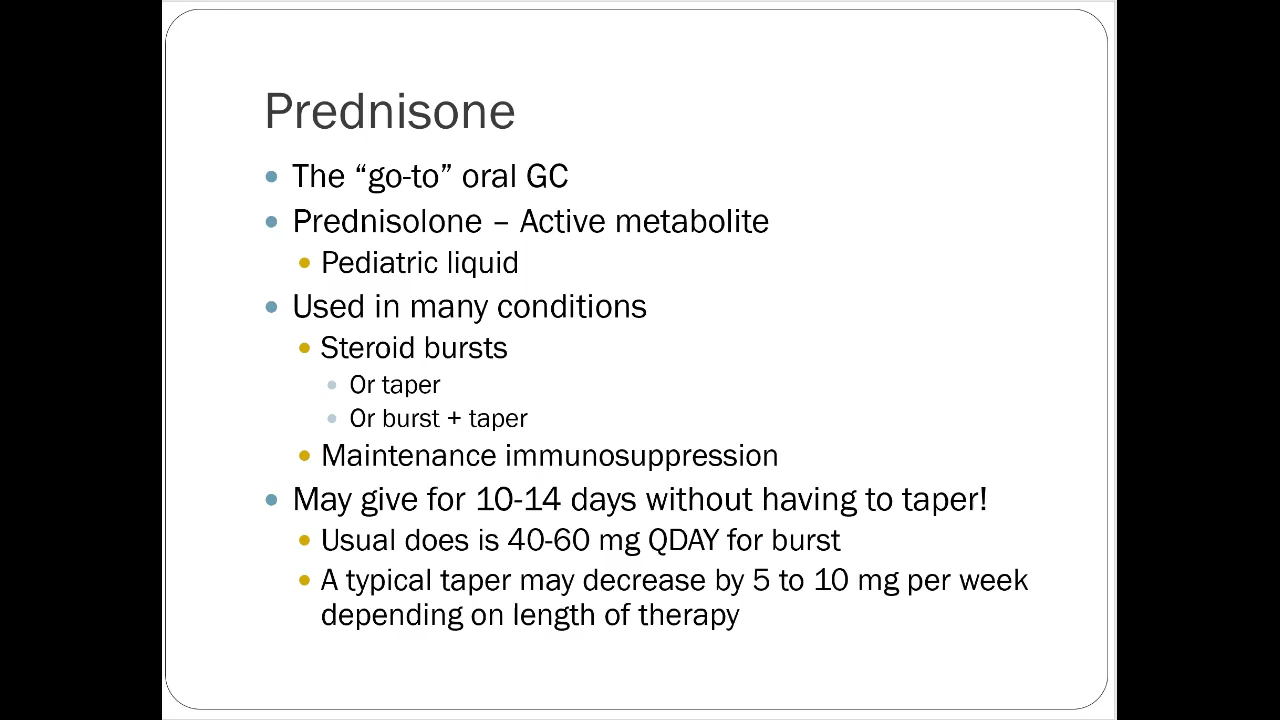 Prednisone
The “go-to” oral GC
Prednisolone – Active metabolite
Pediatric liquid
Used in many conditions
Steroid bursts
Or taper
Or burst + taper
Maintenance immunosuppression
May give for 10-14 days without having to taper!
Usual does is 40-60 mg QDAY for burst
A typical taper may decrease by 5 to 10 mg per week
depending on length of therapy